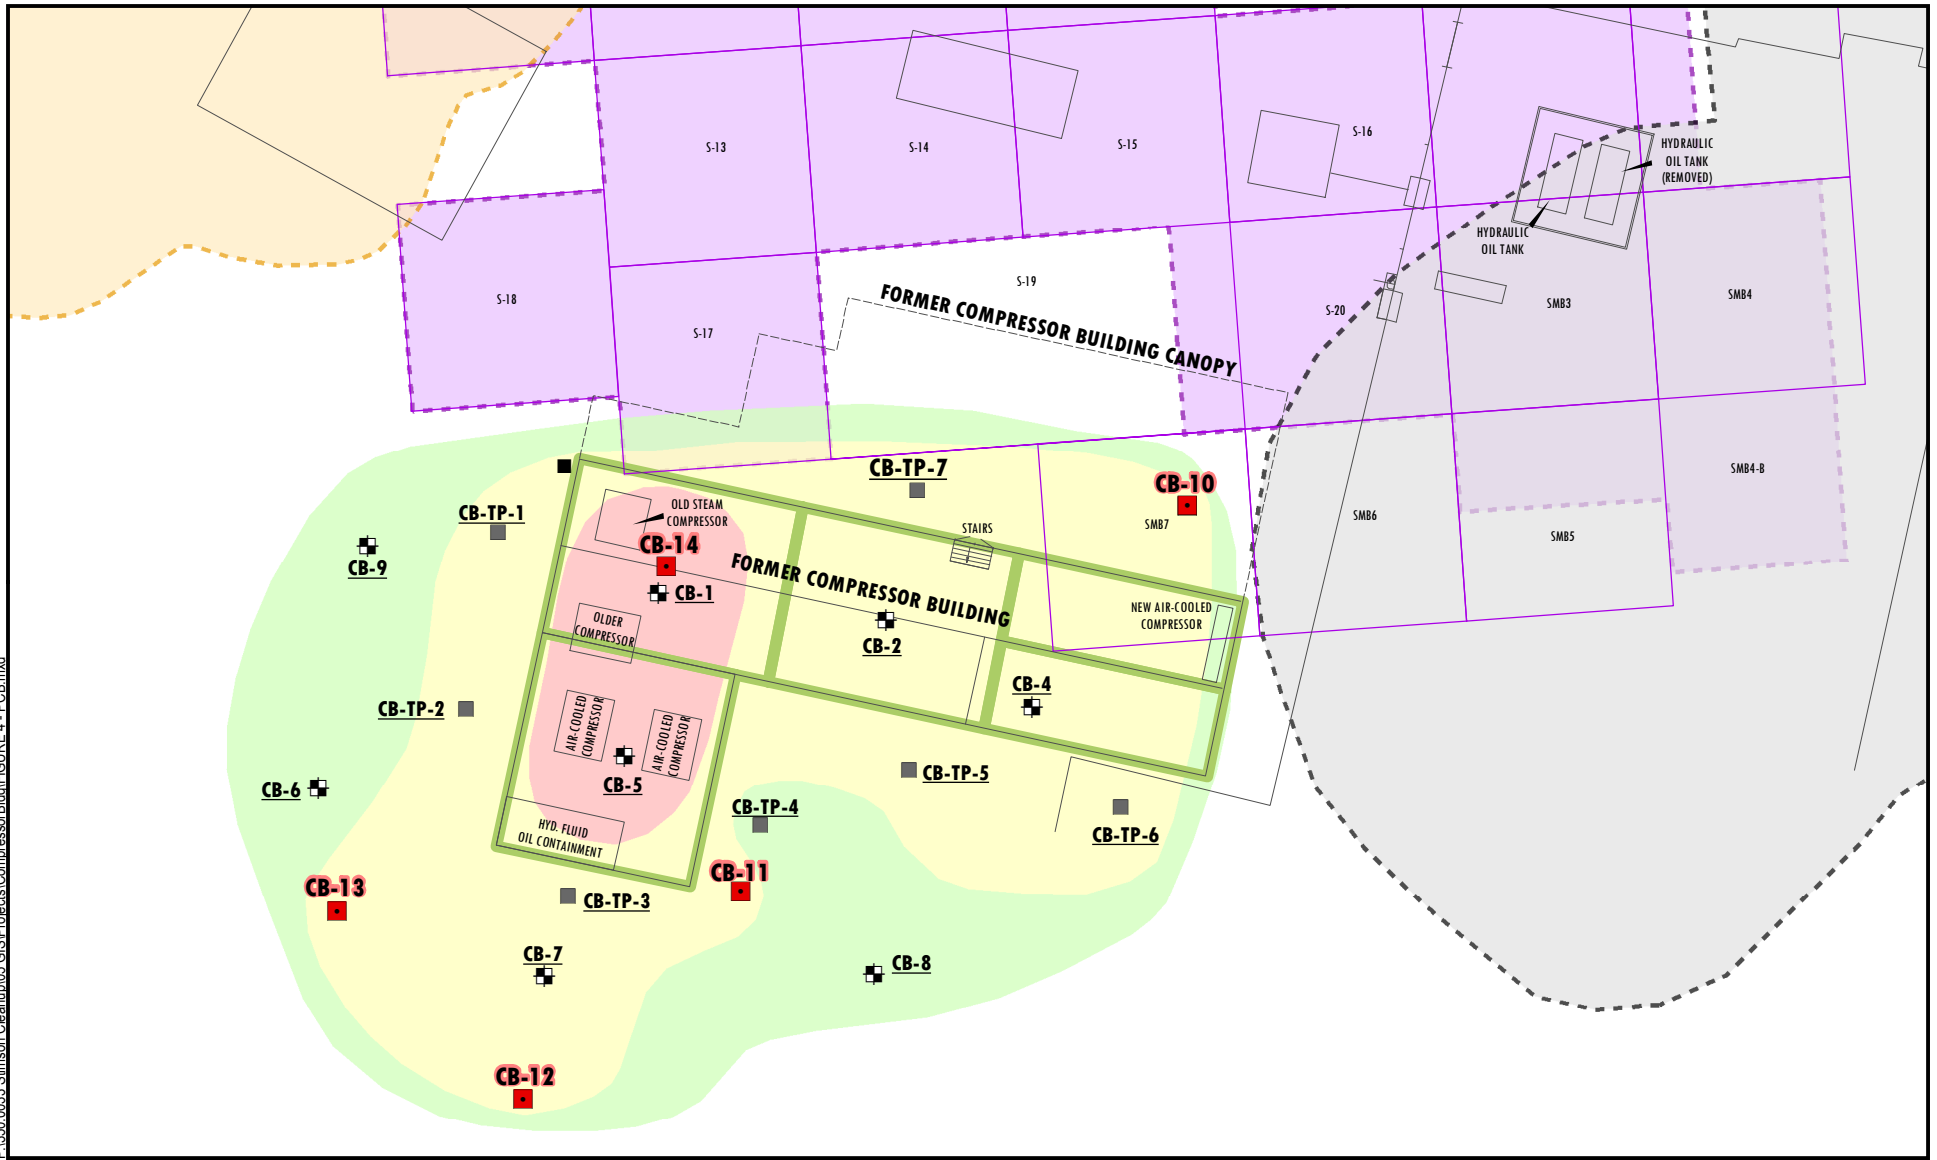 S-13
S-14
S-15
S-16
HYDRAULIC
OIL TANK
(REMOVED)
HYDRAULIC
OIL TANK
S-18
S-17
S-19
FORMER COMPRESSOR BUILDING CANOPY
S-20
SMB3
SMB4
SMB4-B
SMB6
SMB5
SMB7
CB-TP-7
CB-10
CB-TP-1
OLD STEAM
COMPRESSOR
STAIRS
CB-9
CB-14
CB-1
FORMER COMPRESSOR BUILDING
CB-2
OLDER
COMPRESSOR
NEW AIR-COOLED
COMPRESSOR
CB-4
CB-TP-2
AIR-COOLED
COMPRESSOR
AIR-COOLED
COMPRESSOR
CB-5
CB-6
CB-TP-5
CB-TP-4
CB-TP-6
HYD. FLUID
OIL CONTAINMENT
CB-13
CB-11
CB-TP-3
CB-7
CB-8
CB-12